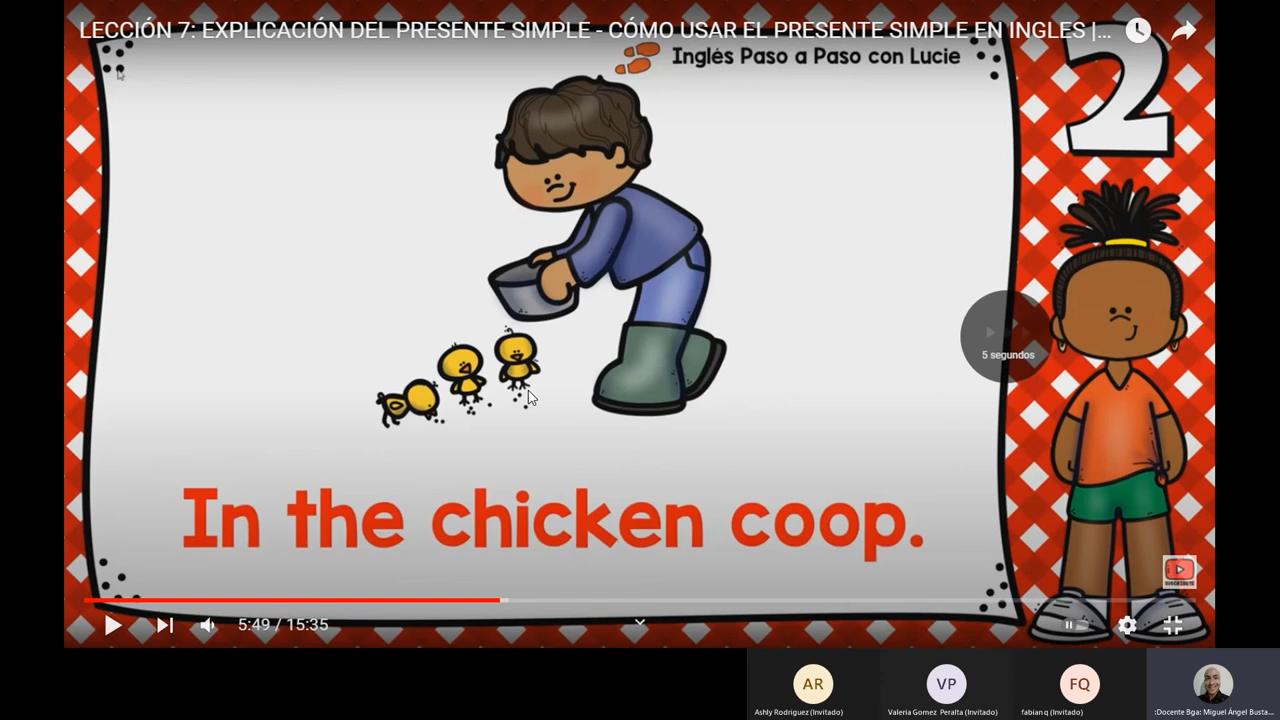 LECCIÓN 7: EXPLICACIÓN DEL PRESENTE SIMPLE - CÓMO USAR EL PRESENTE SIMPLE EN INGLES |...
Inglés Paso a Paso con Lucie
2
5 segundos
In the chicken coop.
SUSCRIBETE
5:49 / 15:35
AR
VP
FQ
Ashly Rodriguez (Invitado)
Valeria Gomez Peralta (Invitado)
fabian q (Invitado)
:Docente Bga: Miguel Ángel Busta...